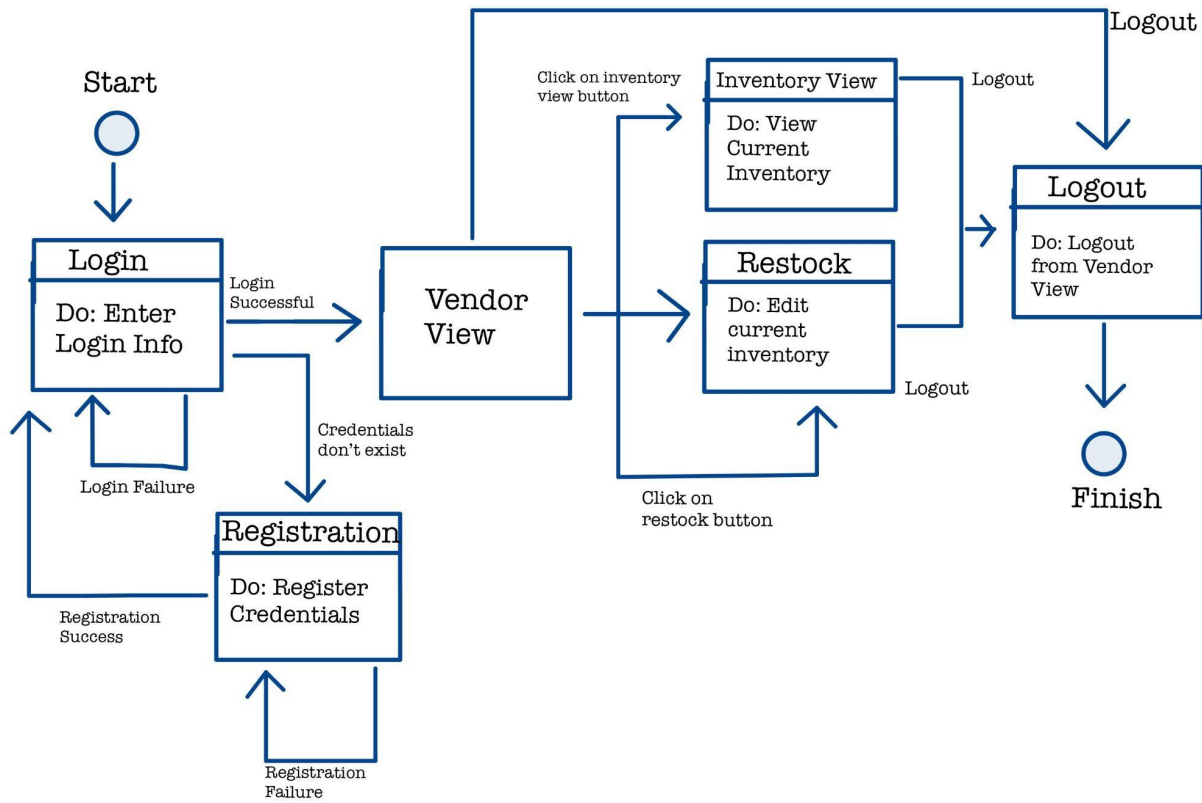 Logout
Start
Click on inventory
view button
Inventory View
Logout
Do: View
Current
Inventory
Logout
Do: Logout
from Vendor
View
Login
Do: Enter
Login Info
Login
Successful
Vendor
View
Restock
Do: Edit
current
inventory
Logout
Credentials
don't exist
Login Failure
Click on
restock button
Finish
Registration
Do: Register
Credentials
Registration
Success
Registration
Failure